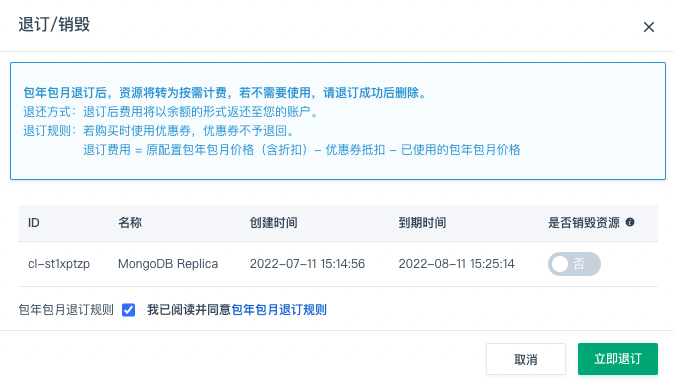 退订/销毁
包年包月退订后，资源将转为按需计费，若不需要使用，请退订成功后删除。
退还方式：退订后费用将以余额的形式返还至您的账户。
退订规则：若购买时使用优惠券，优惠券不予退回。
退订费用 = 原配置包年包月价格（含折扣）- 优惠券抵扣 - 已使用的包年包月价格
ID 名称 创建时间 到期时间 是否销毁资源
cl-st1xptzp MongoDB Replica 2022-07-11 15:14:56 2022-08-11 15:25:14 否
包年包月退订规则 我已阅读并同意包年包月退订规则
取消 立即退订